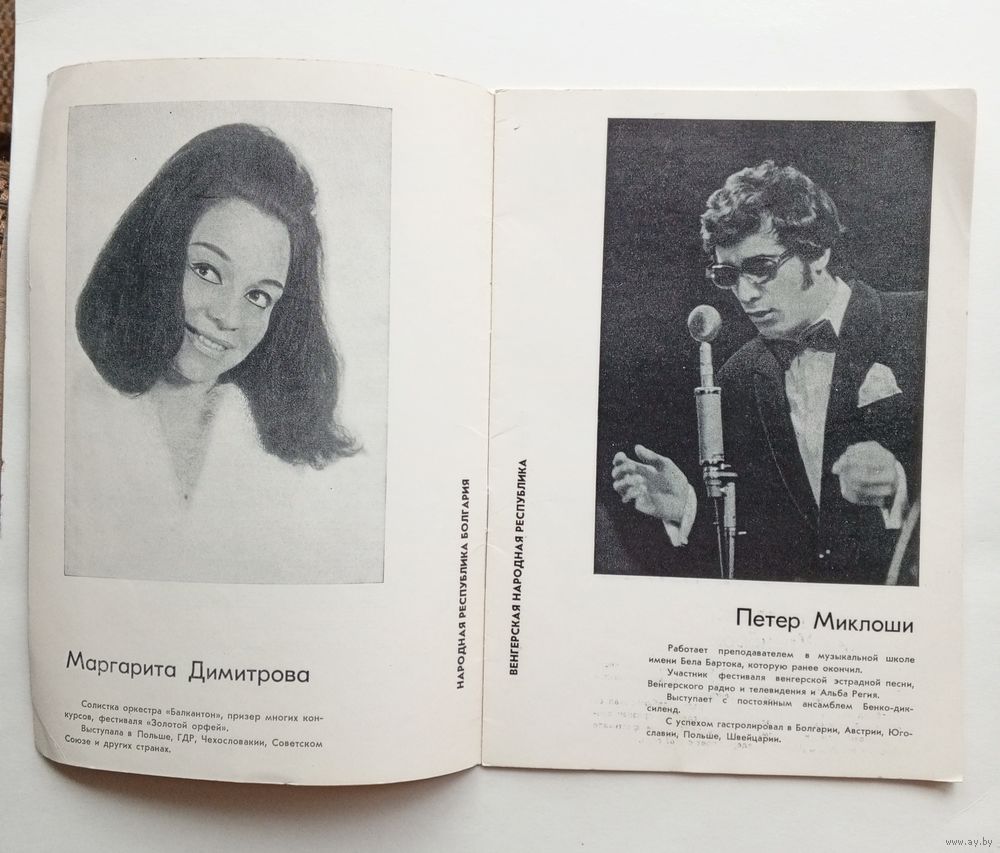 НАРОДНАЯ РЕСПУБЛИКА БОЛГАРИЯ
Маргарита Димитрова
Солистка оркестра «Балкантон», призер многих кон-
курсов, фестиваля «Золотой орфей».
Выступала в Польше, ГДР, Чехословакии, Советском
Союзе и других странах.
ВЕНГЕРСКАЯ НАРОДНАЯ РЕСПУБЛИКА
Петер Миклоши
Работает преподавателем в музыкальной школе
имени Бела Бартока, которую ранее окончил.
Участник фестиваля венгерской эстрадной песни,
Венгерского радио и телевидения и Альба Регия.
Выступает с постоянным ансамблем Бенко-дик-
силенд.
С успехом гастролировал в Болгарии, Австрии, Юго-
славии, Польше, Швейцарии.
www.ay.by